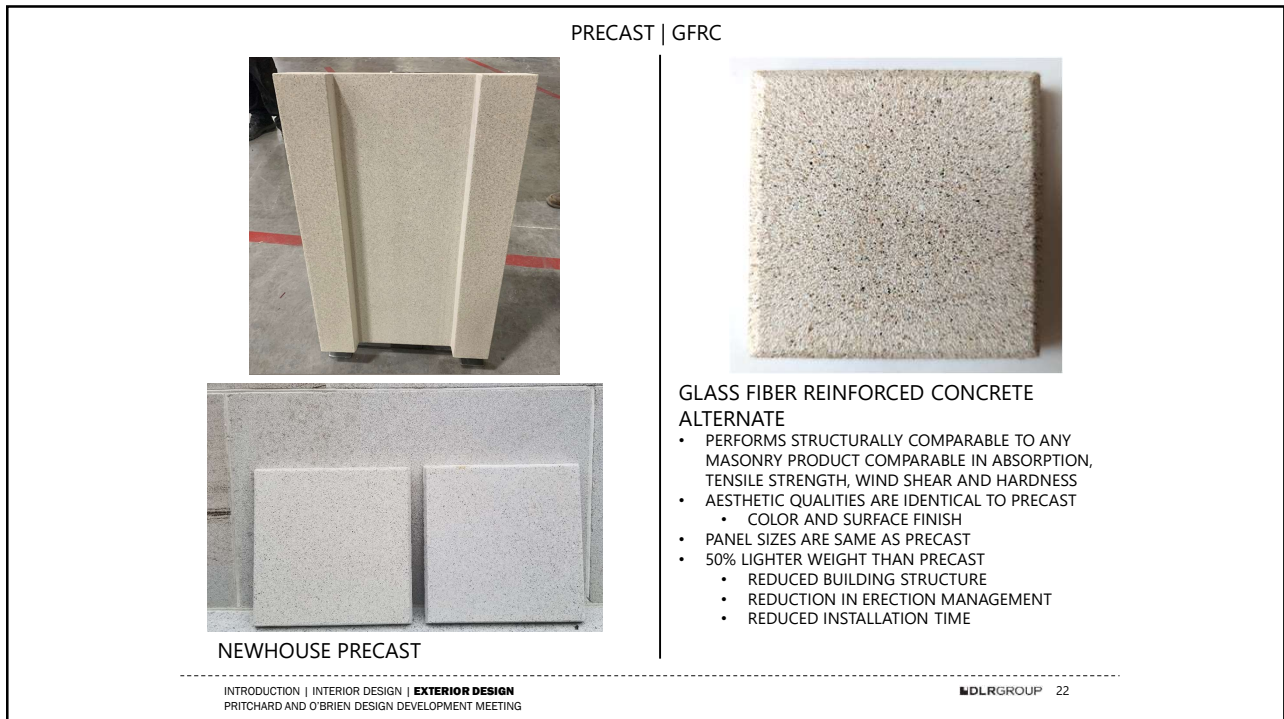 PRECAST | GFRC
NEWHOUSE PRECAST
GLASS FIBER REINFORCED CONCRETE
ALTERNATE
• PERFORMS STRUCTURALLY COMPARABLE TO ANY
MASONRY PRODUCT COMPARABLE IN ABSORPTION,
TENSILE STRENGTH, WIND SHEAR AND HARDNESS
• AESTHETIC QUALITIES ARE IDENTICAL TO PRECAST
• COLOR AND SURFACE FINISH
• PANEL SIZES ARE SAME AS PRECAST
• 50% LIGHTER WEIGHT THAN PRECAST
• REDUCED BUILDING STRUCTURE
• REDUCTION IN ERECTION MANAGEMENT
• REDUCED INSTALLATION TIME
INTRODUCTION | INTERIOR DESIGN | EXTERIOR DESIGN
PRITCHARD AND O'BRIEN DESIGN DEVELOPMENT MEETING
DLRGROUP 22